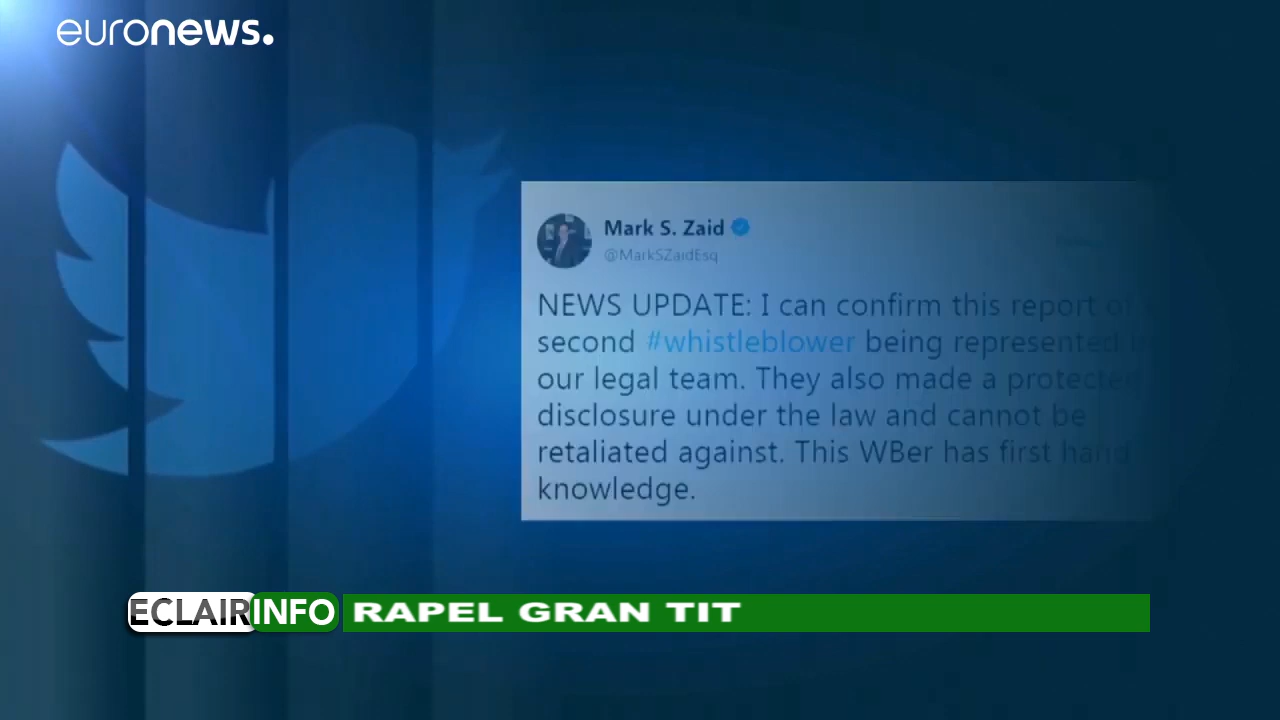 euronews.
Mark S. Zaid
@MarkSZaidEsq
NEWS UPDATE: I can confirm this report of
second #whistleblower being represented
our legal team. They also made a protected
disclosure under the law and cannot be
retaliated against. This WBer has first hand
knowledge.
ECLAIRINFO RAPEL GRAN TIT